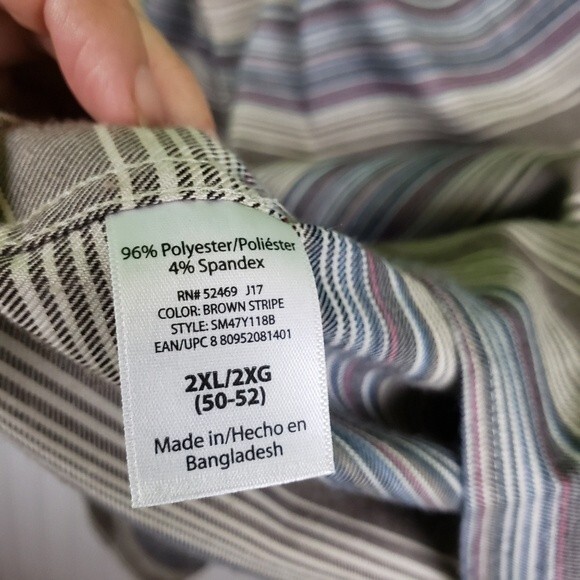 96% Polyester/Poliéster
4% Spandex
RN# 52469 J17
COLOR: BROWN STRIPE
STYLE: SM47Y118B
EAN/UPC 8 80952081401
2XL/2XG
(50-52)
Made in/Hecho en
Bangladesh